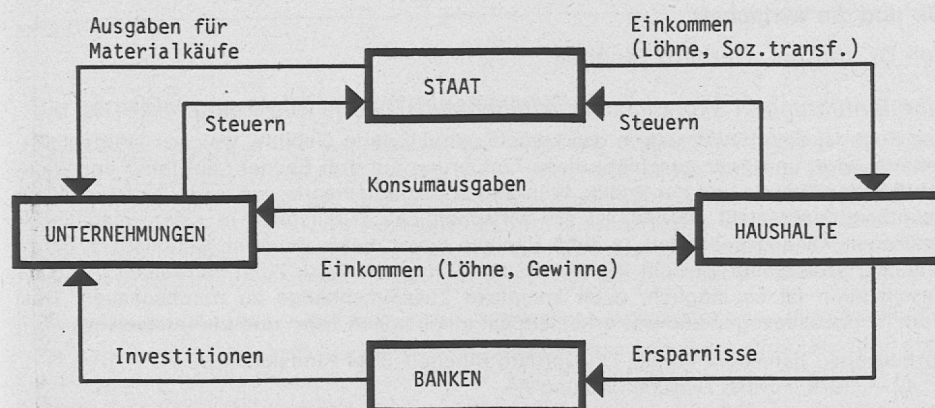 Ausgaben für
Materialkäufe
Einkommen
(Löhne, Soz.transf.)
STAAT
Steuern
Steuern
Konsumausgaben
UNTERNEHMUNGEN
HAUSHALTE
Einkommen (Löhne, Gewinne)
Investitionen
Ersparnisse
BANKEN